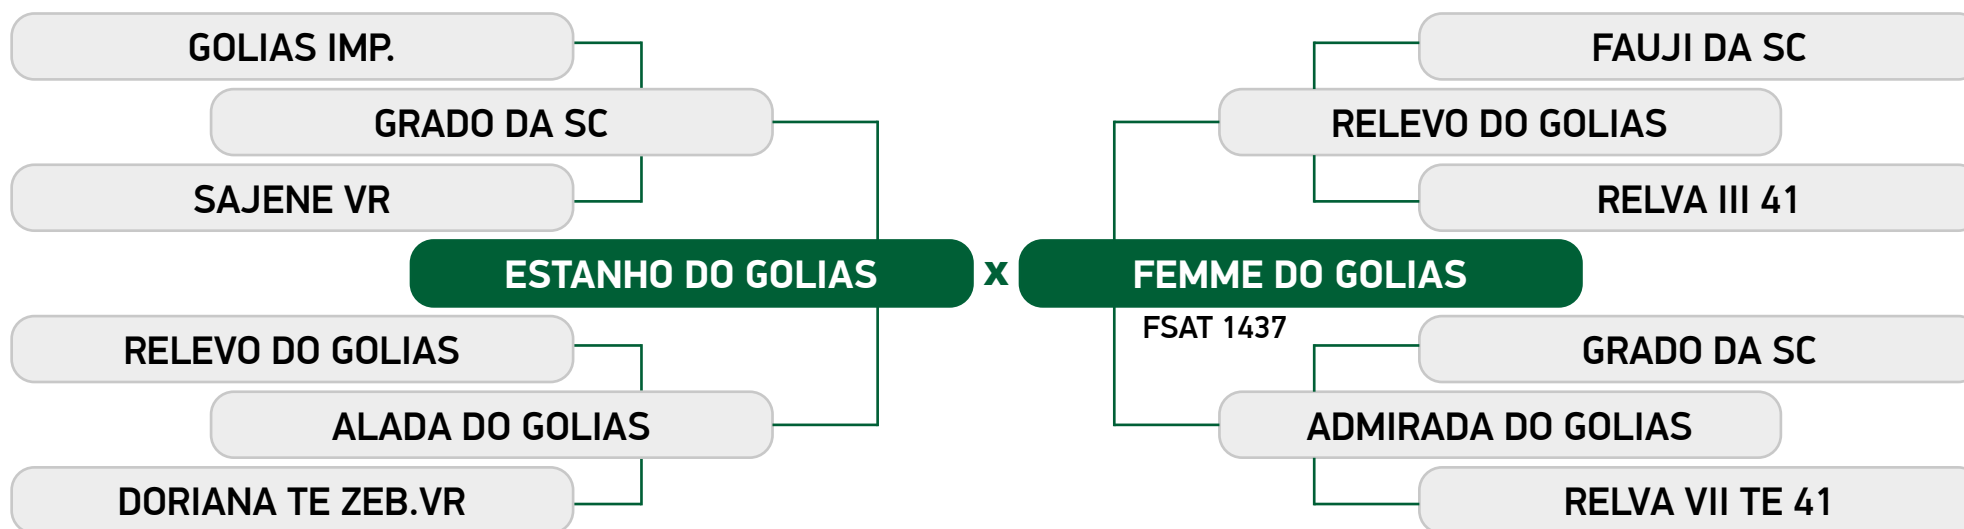 GOLIAS IMP.
GRADO DA SC
SAJENE VR
ESTANHO DO GOLIAS
RELEVO DO GOLIAS
ALADA DO GOLIAS
DORIANA TE ZEB.VR
x
FAUJI DA SC
RELEVO DO GOLIAS
RELVA III 41
FEMME DO GOLIAS
FSAT 1437
GRADO DA SC
ADMIRADA DO GOLIAS
RELVA VII TE 41